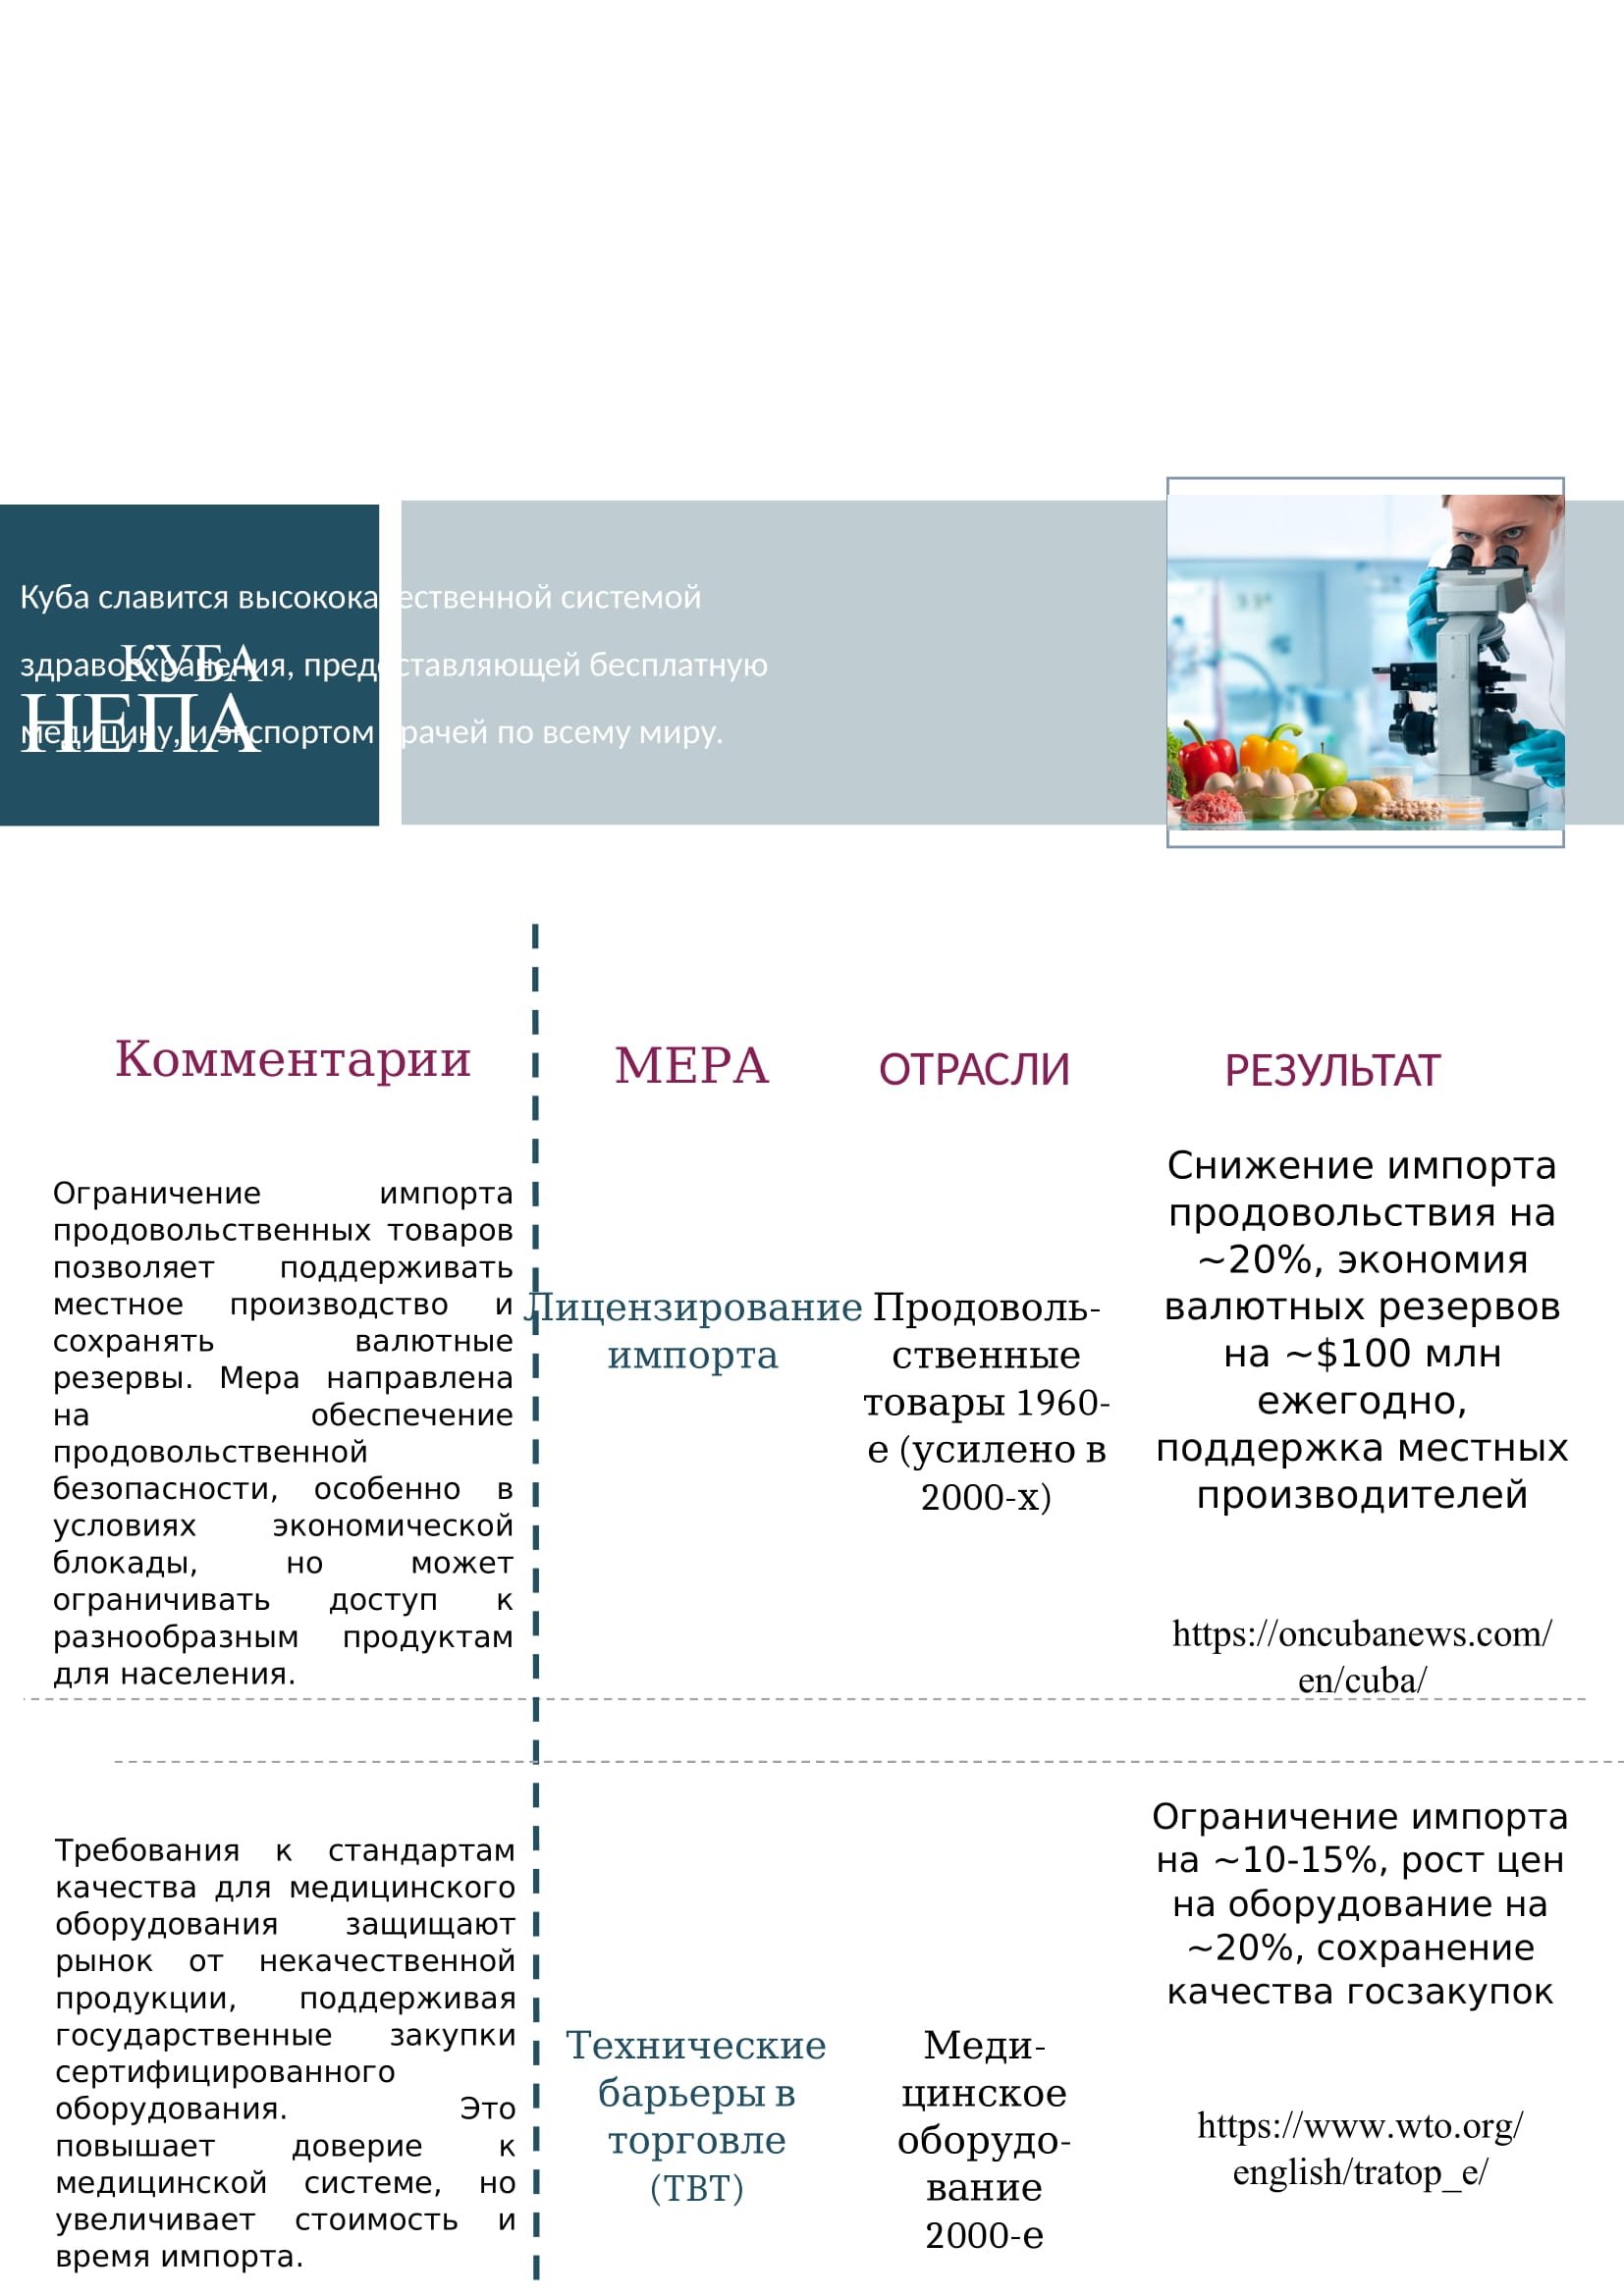 Куба славится высококачественной системой
здравоохранения, предоставляющей бесплатную
медицину, и экспортом врачей по всему миру.
КУБА
НЕПА
Комментарии
МЕРА
ОТРАСЛИ
РЕЗУЛЬТАТ
Ограничение импорта
продовольственных товаров
позволяет поддерживать
местное производство и
сохранять валютные
резервы. Мера направлена
на обеспечение
продовольственной
безопасности, особенно в
условиях экономической
блокады, но может
ограничивать доступ к
разнообразным продуктам
для населения.
Лицензирование
импорта
Продоволь-
ственные
товары 1960-
е (усилено в
2000-х)
Снижение импорта
продовольствия на
~20%, экономия
валютных резервов
на ~$100 млн
ежегодно,
поддержка местных
производителей
https://oncubanews.com/
en/cuba/
Требования к стандартам
качества для медицинского
оборудования защищают
рынок от некачественной
продукции, поддерживая
государственные закупки
сертифицированного
оборудования. Это
повышает доверие к
медицинской системе, но
увеличивает стоимость и
время импорта.
Технические
барьеры в
торговле
(ТВТ)
Меди-
цинское
оборудо-
вание
2000-е
Ограничение импорта
на ~10-15%, рост цен
на оборудование на
~20%, сохранение
качества госзакупок
https://www.wto.org/
english/tratop_e/